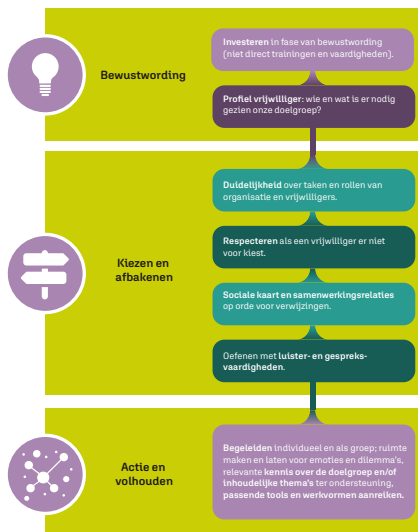 Bewustwording
Investeren in fase van bewustwording
(niet direct trainingen en vaardigheden).
Profiel vrijwilliger: wie en wat is er nodig
gezien onze doelgroep?
Kiezen en
afbakenen
Duidelijkheid over taken en rollen van
organisatie en vrijwilligers.
Respecteren als een vrijwilliger er niet
voor kiest.
Sociale kaart en samenwerkingsrelaties
op orde voor verwijzingen.
Oefenen met luister- en gespreks-
vaardigheden.
Actie en
volhouden
Begeleiden individueel en als groep; ruimte
maken en laten voor emoties en dilemma's,
relevante kennis over de doelgroep en/of
inhoudelijke thema's ter ondersteuning,
passende tools en werkvormen aanreiken.